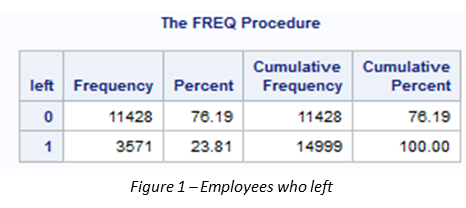 The FREQ Procedure
Cumulative Cumulative
left Frequency Percent Frequency Percent
0 11428 76.19 11428 76.19
1 3571 23.81 14999 100.00
Figure 1 – Employees who left